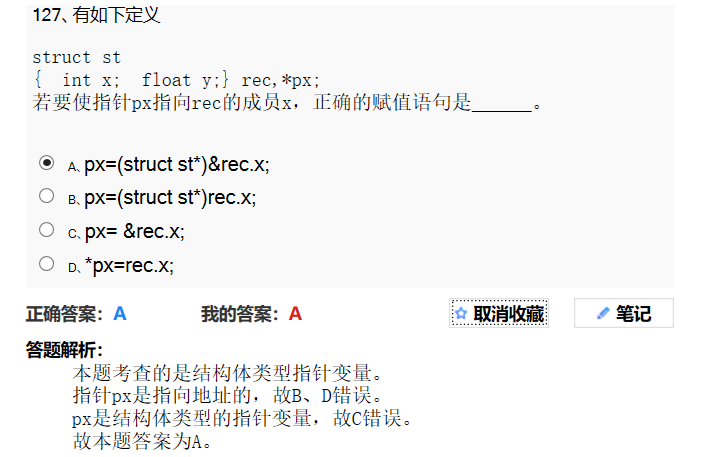 127、有如下定义
struct st
{  int x;  float y;} rec,*px;
若要使指针px指向rec的成员x，正确的赋值语句是______。
A、px=(struct st*)&rec.x;
B、px=(struct st*)rec.x;
C、px= &rec.x;
D、*px=rec.x;
正确答案：A 我的答案：A 取消收藏 笔记
答题解析：
本题考查的是结构体类型指针变量。
指针px是指向地址的，故B、D错误。
px是结构体类型的指针变量，故C错误。
故本题答案为A。